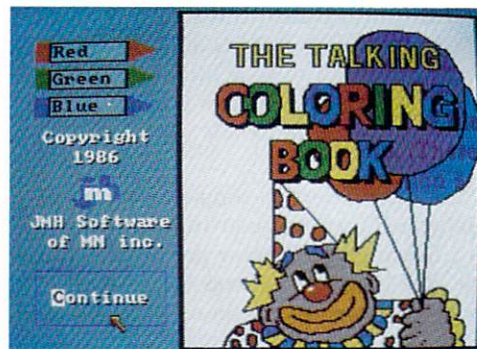 Red
Green
Blue
Copyright
1986
m
JMH Software
of MN inc.
Continue
THE TALKING
COLORING
BOOK